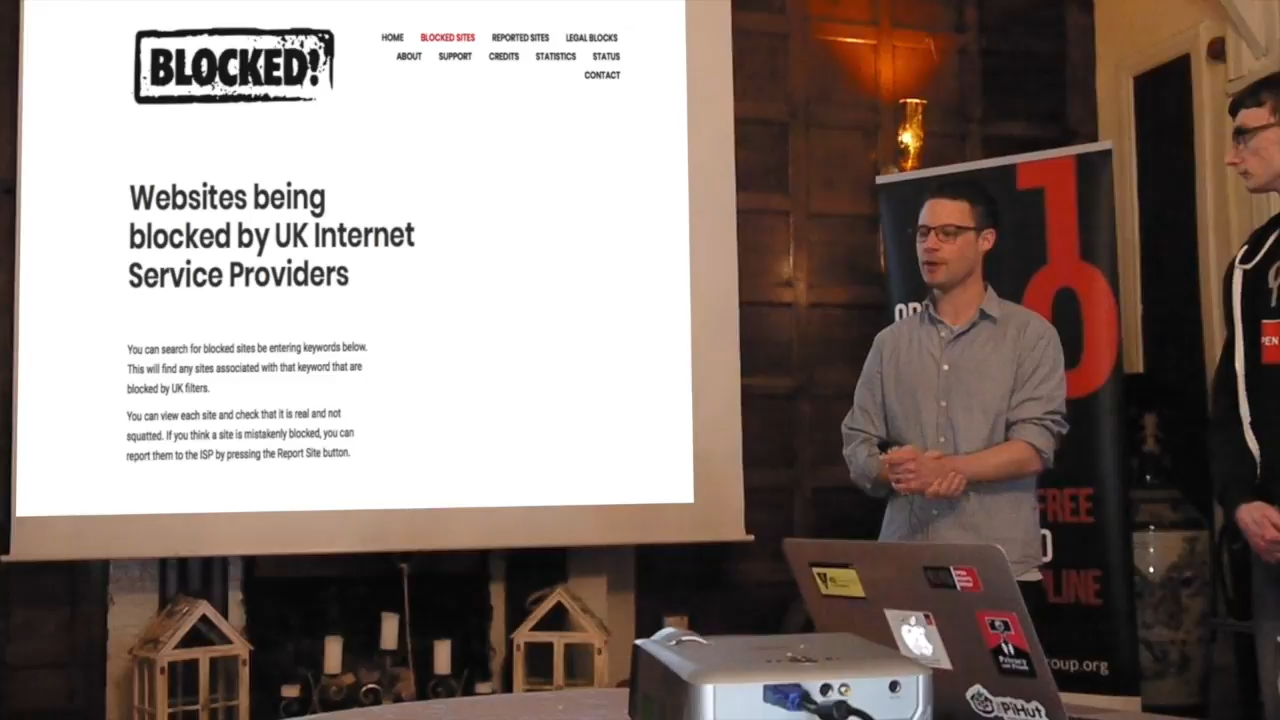 BLOCKED!
HOME BLOCKED SITES REPORTED SITES LEGAL BLOCKS
ABOUT SUPPORT CREDITS STATISTICS STATUS
CONTACT
Websites being
blocked by UK Internet
Service Providers
You can search for blocked sites be entering keywords below.
This will find any sites associated with that keyword that are
blocked by UK filters.
You can view each site and check that it is real and not
squatted. If you think a site is mistakenly blocked, you can
report them to the ISP by pressing the Report Site button.
FREE
LINE
roup.org
PEN
Privacy
PiHut